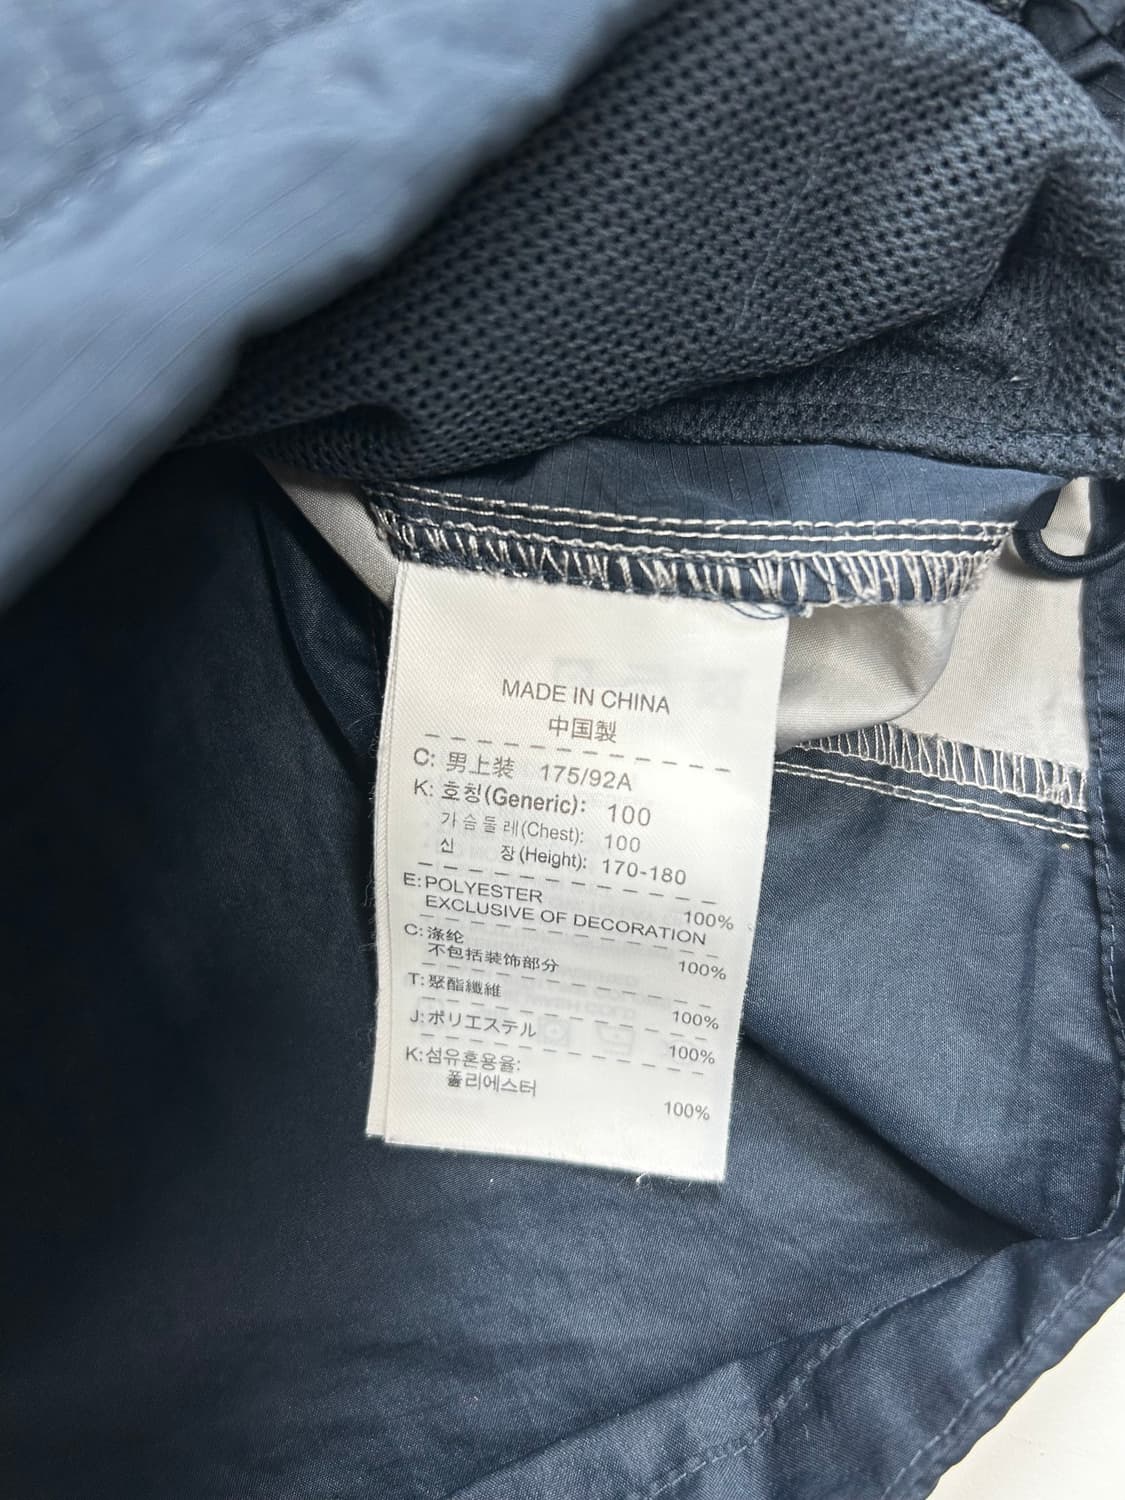 MADE IN CHINA
中国製
C: 男上装 175/92A
K: 호칭(Generic): 100
가슴둘레(Chest): 100
신 장(Height): 170-180
E: POLYESTER 100%
EXCLUSIVE OF DECORATION
C: 涤纶 100%
不包括装饰部分
T: 聚酯纖維 100%
J: ポリエステル 100%
K: 섬유혼용율:
폴리에스터 100%